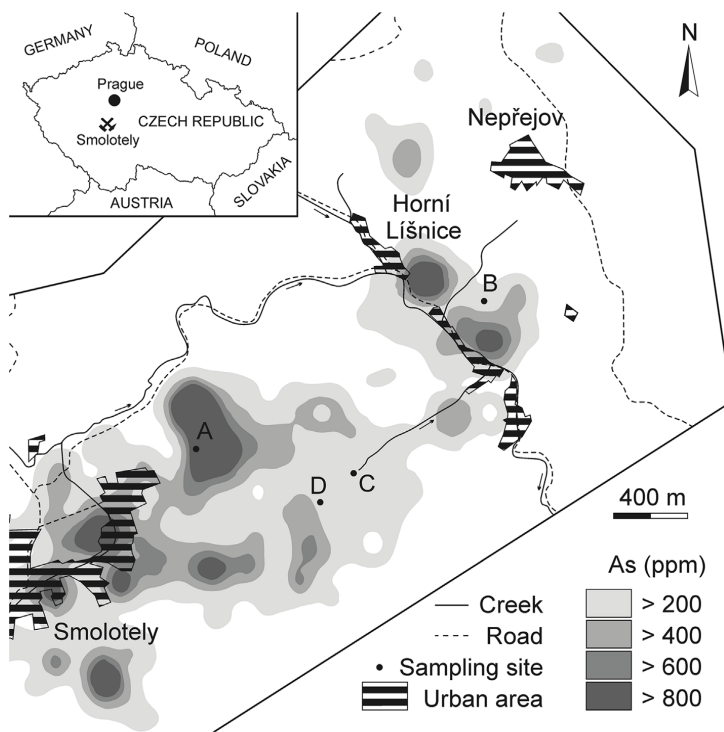 GERMANY
POLAND
Prague
CZECH REPUBLIC
Smolotely
SLOVAKIA
AUSTRIA
N
Nepřejov
Horní
Líšnice
B
A
C
D
400 m
As (ppm)
Creek
> 200
Road
> 400
Sampling site
> 600
Urban area
> 800
Smolotely